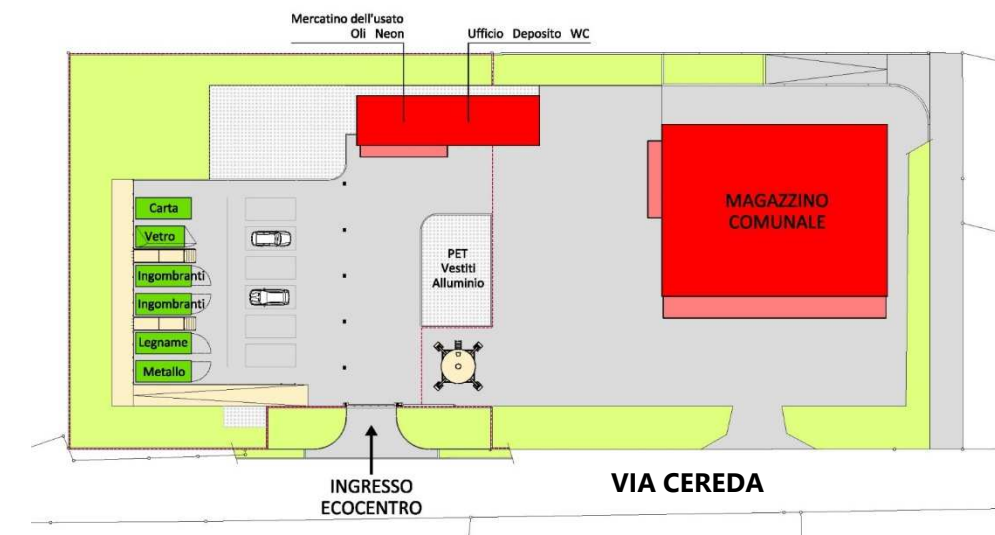 Mercatino dell'usato
Oli Neon
Ufficio Deposito WC
Carta
Vetro
Ingombranti
Ingombranti
Legname
Metallo
PET
Vestiti
Alluminio
MAGAZZINO
COMUNALE
INGRESSO
ECOCENTRO
VIA CEREDA